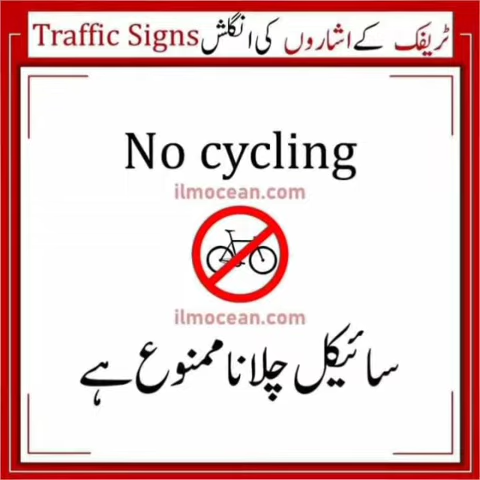 ٹریفک کے اشاروں کی انگلش Traffic Signs
No cycling
ilmocean.com
ilmocean.com
سائیکل چلانا ممنوع ہے